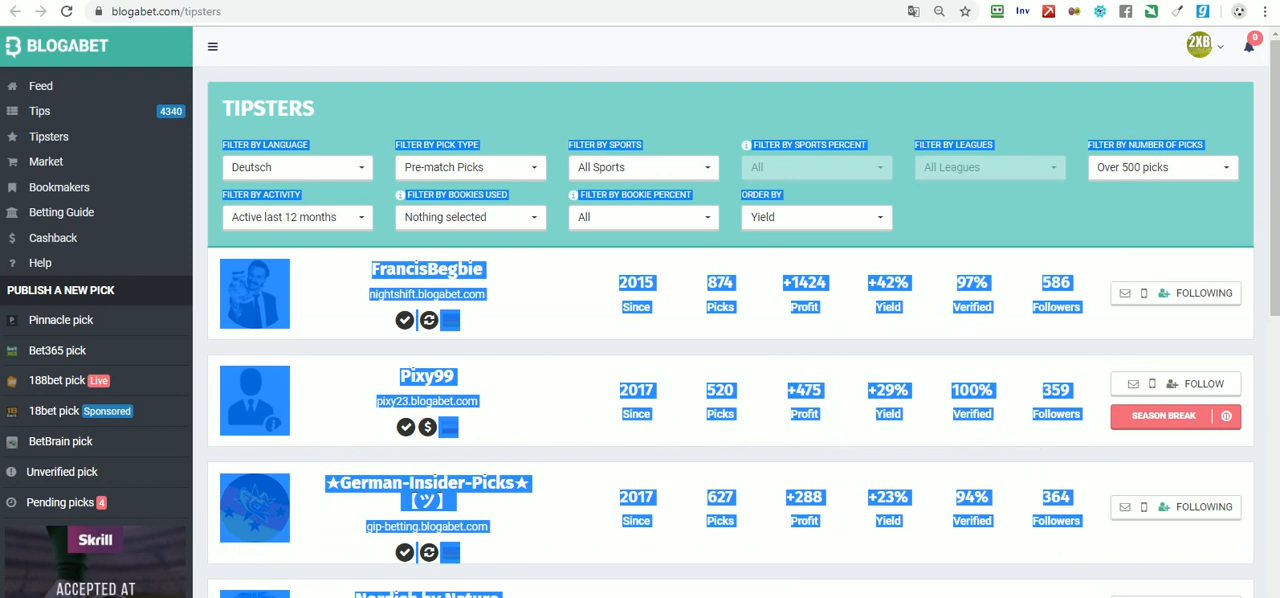 blogabet.com/tipsters
Inv
BLOGABET
2XB
0
Feed
Tips 4340
Tipsters
Market
Bookmakers
Betting Guide
Cashback
Help
PUBLISH A NEW PICK
Pinnacle pick
Bet365 pick
188bet pick Live
18bet pick Sponsored
BetBrain pick
Unverified pick
Pending picks 4
Skrill
ACCEPTED AT
TIPSTERS
FILTER BY LANGUAGE FILTER BY PICK TYPE FILTER BY SPORTS FILTER BY SPORTS PERCENT FILTER BY LEAGUES FILTER BY NUMBER OF PICKS
Deutsch Pre-match Picks All Sports All All Leagues Over 500 picks
FILTER BY ACTIVITY FILTER BY BOOKIES USED FILTER BY BOOKIE PERCENT ORDER BY
Active last 12 months Nothing selected All Yield
FrancisBegbie
nightshift.blogabet.com
2015 874 +1424 +42% 97% 586
Since Picks Profit Yield Verified Followers
FOLLOWING
Pixy99
pixy23.blogabet.com
2017 520 +475 +29% 100% 359
Since Picks Profit Yield Verified Followers
FOLLOW
SEASON BREAK
★German-Insider-Picks★
【ツ】
gip-betting.blogabet.com
2017 627 +288 +23% 94% 364
Since Picks Profit Yield Verified Followers
FOLLOWING
Nordish by Nature